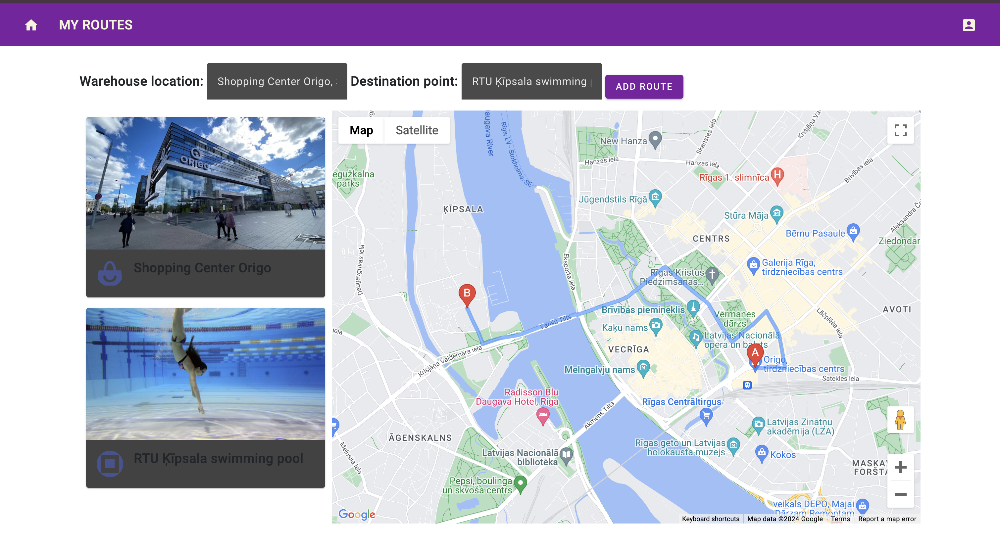 MY ROUTES
Warehouse location:
Shopping Center Origo,
Destination point:
RTU Ķīpsala swimming
ADD ROUTE
ORIGO
Shopping Center Origo
RTU Ķīpsala swimming pool
Map
Satellite
augava River
Rīga, LV - Stokholma, SE
New Hanza
Skanstes iela
Krišjāņa Va
Hanzas iela
Hanzas iela
Brīvības iela
egužkalna
parks
Rīgas 1. slimnīca
H
Jūgendstils Rīgā
ĶĪPSALA
Stūra Māja
Aleksandra Č
Bērnu Pasaule
CENTRS
Ziedoņdār
Daugavgrīvas iela
Eksporta iela
Galerija Rīga,
tirdzniecības centrs
Rīgas Kristus
Piedzimšanas...
B
Brīvības piemineklis
Vērmanes
dārzs
AVOTI
Lāčplēša iela
Vanšu Tilts
Kaķu nams
iela
Latvijas Nacionālā
opera un balets
VECRĪGA
A
Krišjāņa Valdemāra iela
Origo,
tirdzniecības centrs
Melngalvju nams
Satekles iela
Radisson Blu
Daugava Hotel, Riga
Rīgas Centrāltirgus
Akmens Tilts
Latvijas Zinātņu
akadēmija (LZA)
ĀGENSKALNS
Melnsila iela
Rīgas geto un Latvijas
holokausta muzejs
Latvijas Nacionālā
bibliotēka
Kokos
MASKAV
FORŠTA
Pepsi, boulinga
un skvoša centrs
veikals DEPO, Mājai
Dārzam Remontam
Google
Keyboard shortcuts
Map data ©2024 Google
Terms
Report a map error